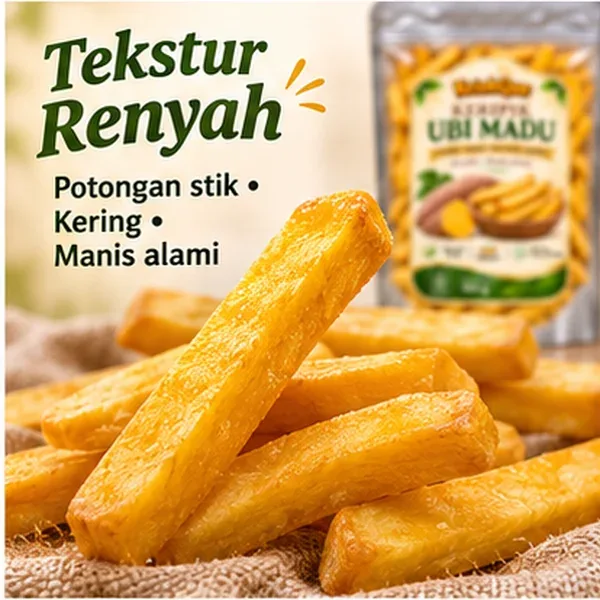 Tekstur
Renyah
Potongan stik •
Kering •
Manis alami
KERIPIK
UBI MADU